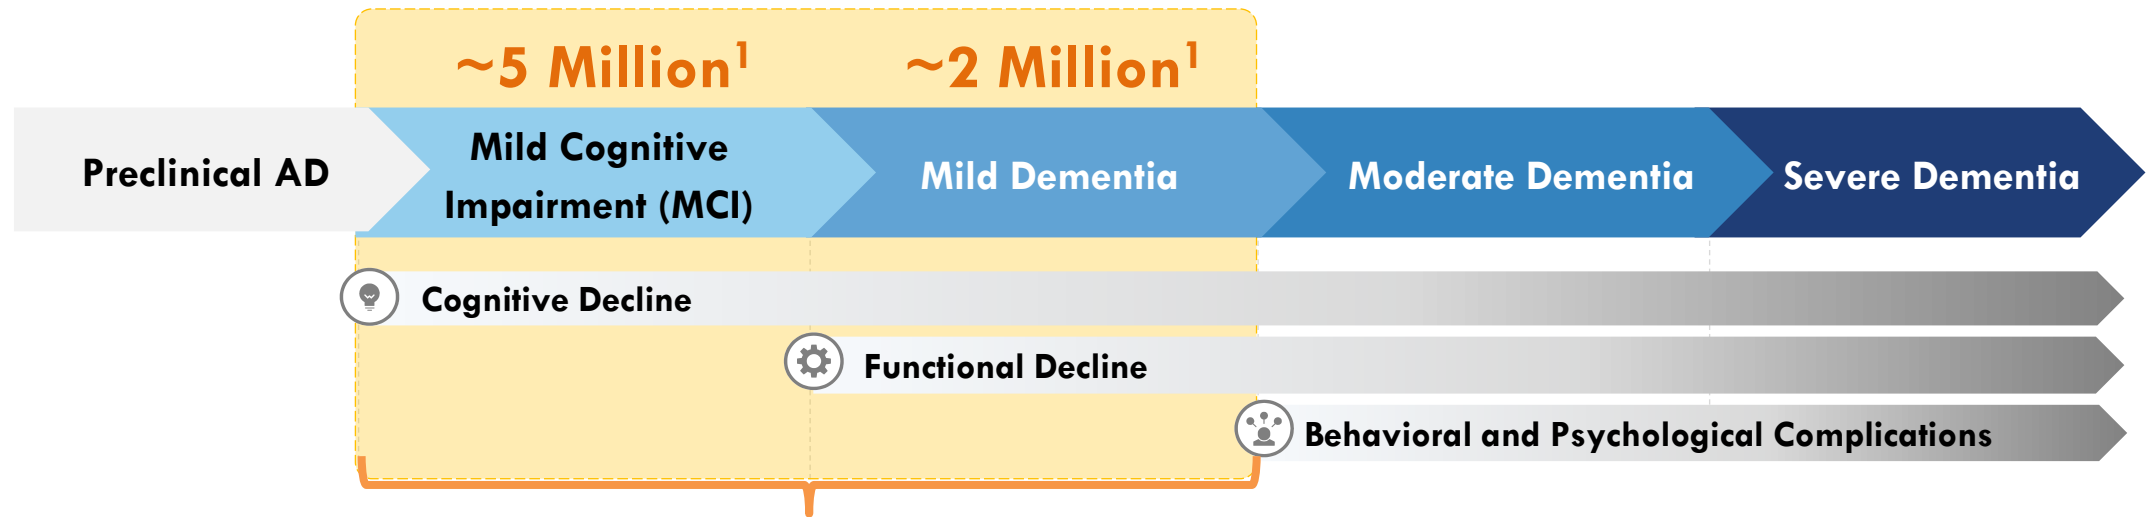 ~5 Million¹
~2 Million¹
Preclinical AD
Mild Cognitive
Impairment (MCI)
Mild Dementia
Moderate Dementia
Severe Dementia
Cognitive Decline
Functional Decline
Behavioral and Psychological Complications